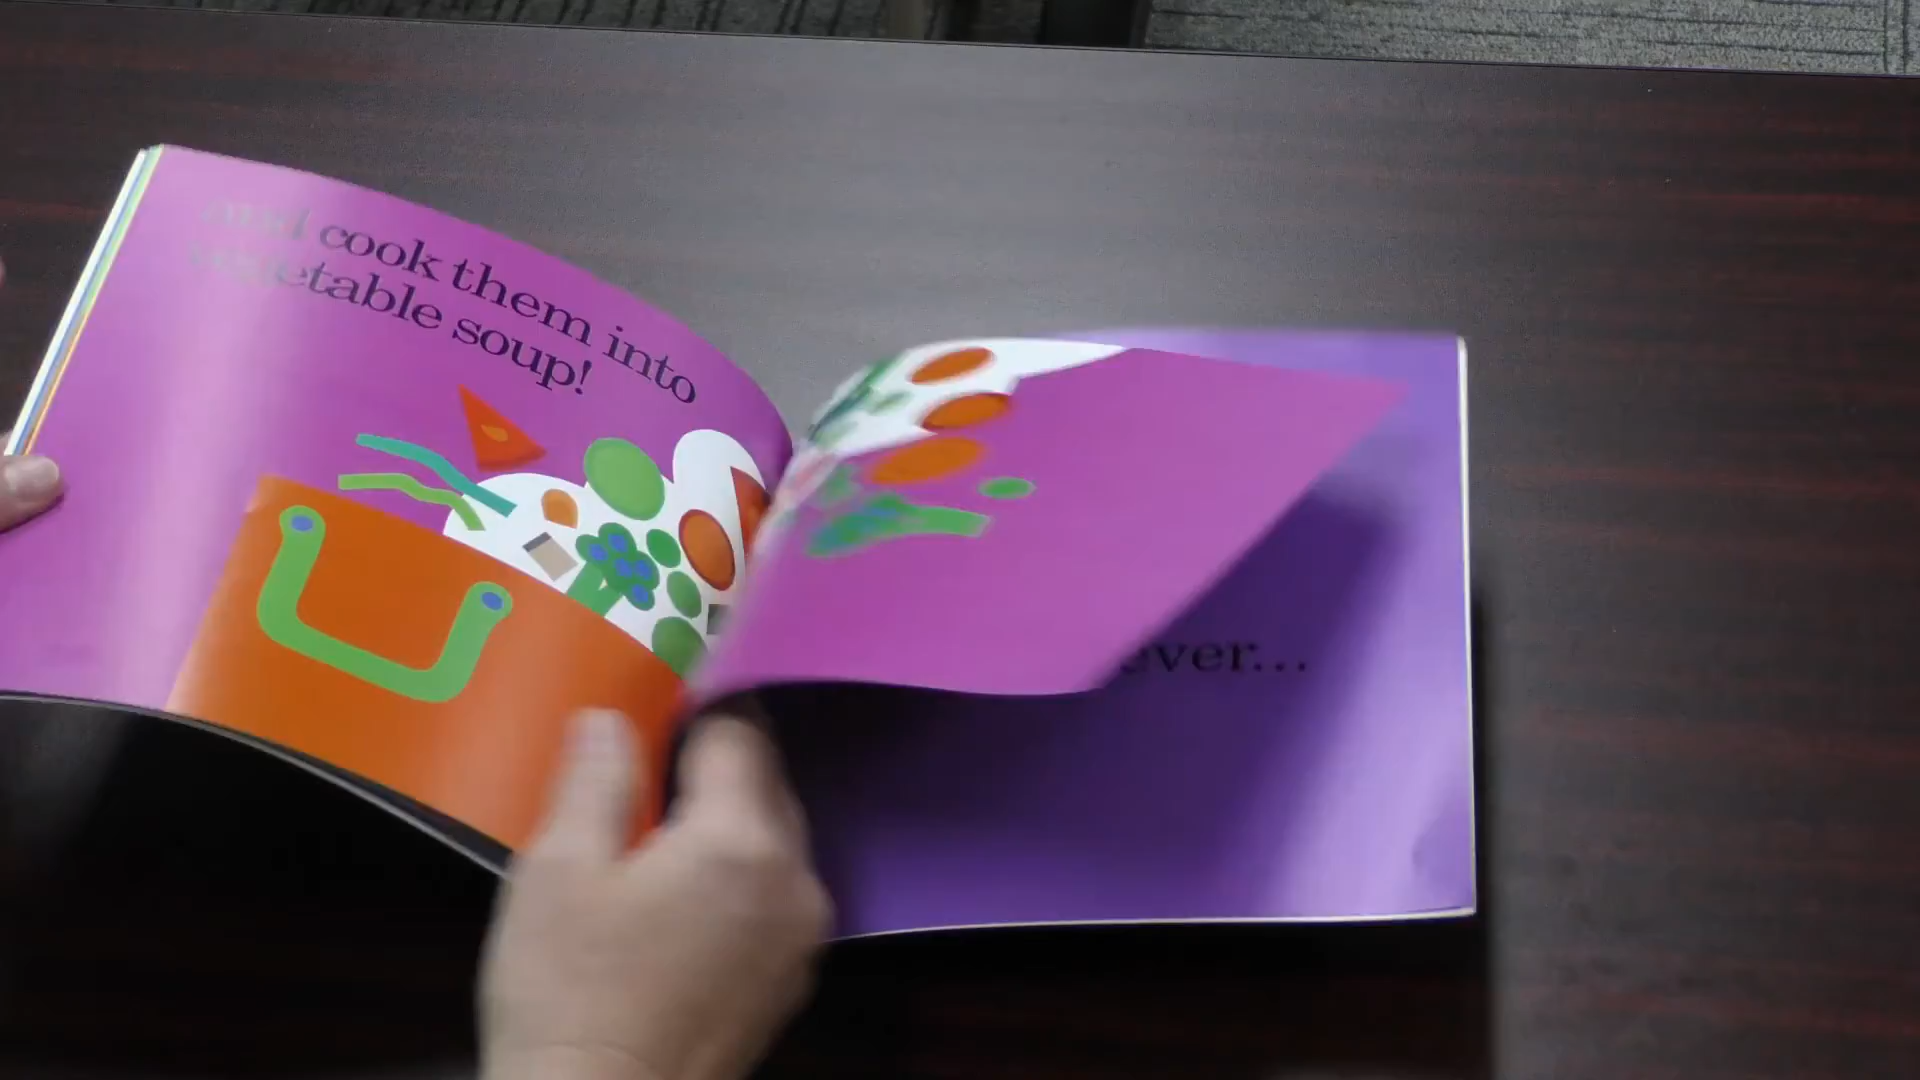 and cook them into
vegetable soup!
ever...